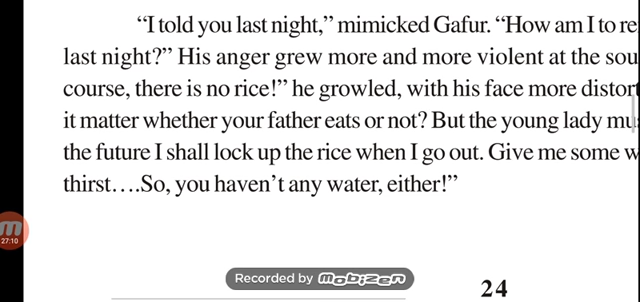 “I told you last night,” mimicked Gafur. “How am I to re
last night?” His anger grew more and more violent at the sou
course, there is no rice!” he growled, with his face more distort
it matter whether your father eats or not? But the young lady mu
the future I shall lock up the rice when I go out. Give me some w
thirst….So, you haven’t any water, either!”
m
27:10
Recorded by mobizen
24